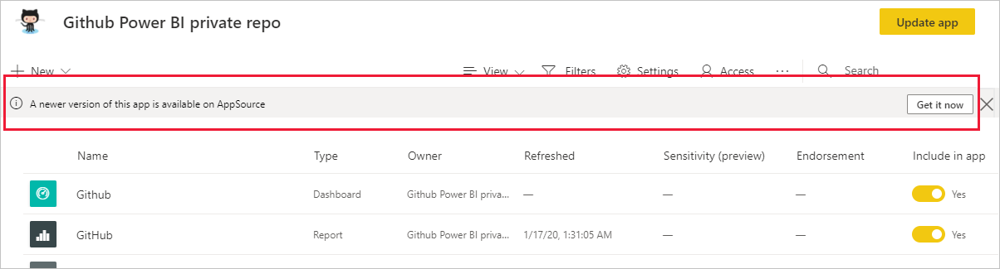 Github Power BI private repo
Update app
New View Filters Settings Access ... Search
A newer version of this app is available on AppSource Get it now
Name Type Owner Refreshed Sensitivity (preview) Endorsement Include in app
Github Dashboard Github Power BI priva... — — — Yes
GitHub Report Github Power BI priva... 1/17/20, 1:31:05 AM — — Yes